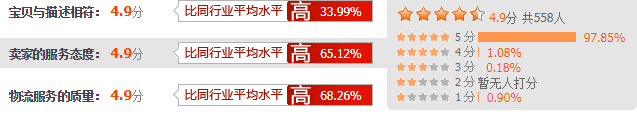 宝贝与描述相符： 4.9分 比同行业平均水平 高 33.99%
卖家的服务态度： 4.9分 比同行业平均水平 高 65.12%
物流服务的质量： 4.9分 比同行业平均水平 高 68.26%
4.9分 共558人
5分 97.85%
4分 1.08%
3分 0.18%
2分 暂无人打分
1分 0.90%